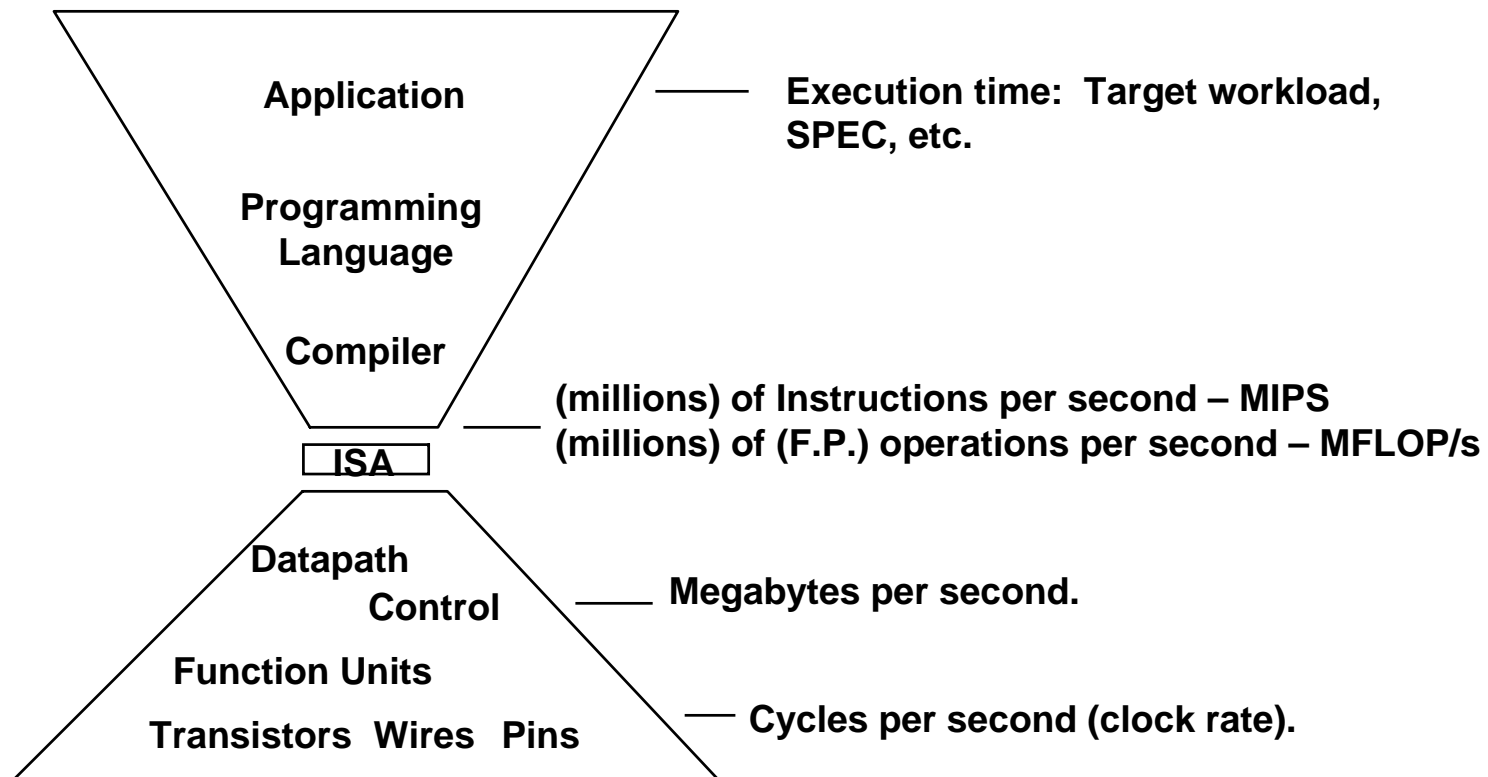 Application
Execution time: Target workload,
SPEC, etc.
Programming
Language
Compiler
(millions) of Instructions per second – MIPS
(millions) of (F.P.) operations per second – MFLOP/s
ISA
Datapath
Control
Megabytes per second.
Function Units
Transistors Wires Pins
Cycles per second (clock rate).